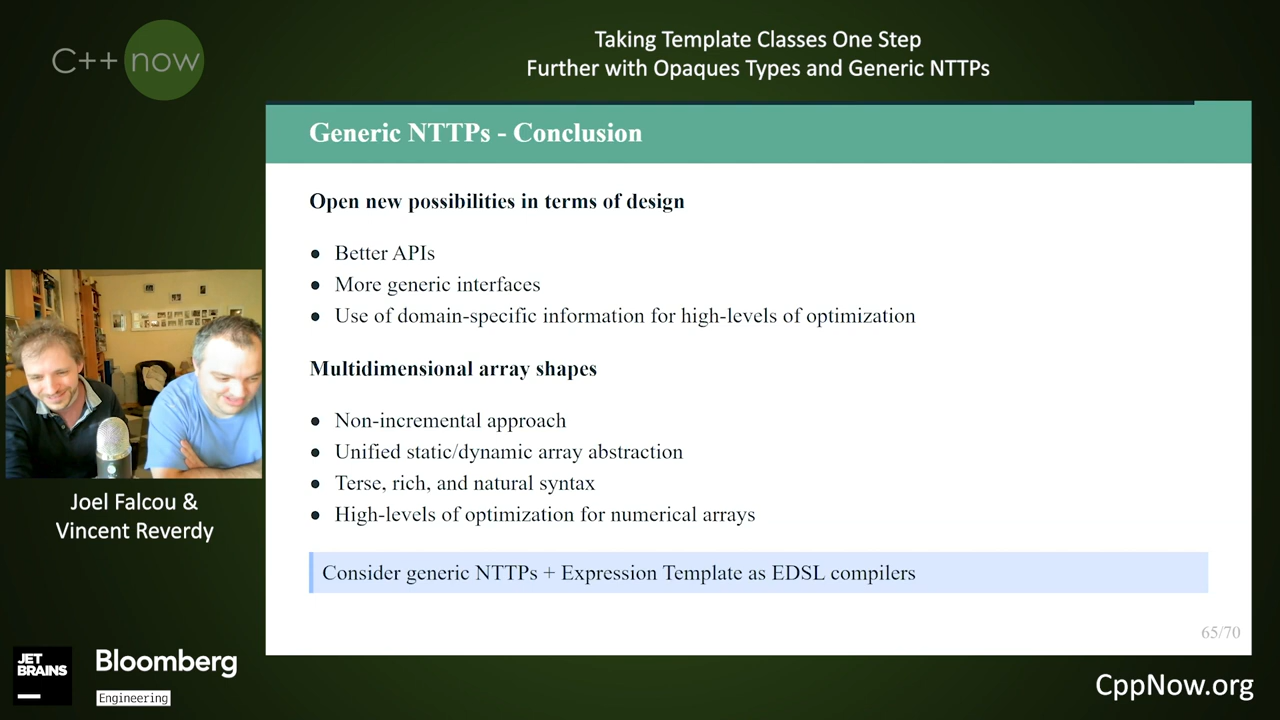 C++ now
Taking Template Classes One Step
Further with Opaques Types and Generic NTTPs
Generic NTTPs - Conclusion
Open new possibilities in terms of design
● Better APIs
● More generic interfaces
● Use of domain-specific information for high-levels of optimization
Multidimensional array shapes
● Non-incremental approach
● Unified static/dynamic array abstraction
● Terse, rich, and natural syntax
● High-levels of optimization for numerical arrays
Consider generic NTTPs + Expression Template as EDSL compilers
65/70
Joel Falcou &
Vincent Reverdy
JET
BRAINS
Bloomberg
Engineering
CppNow.org